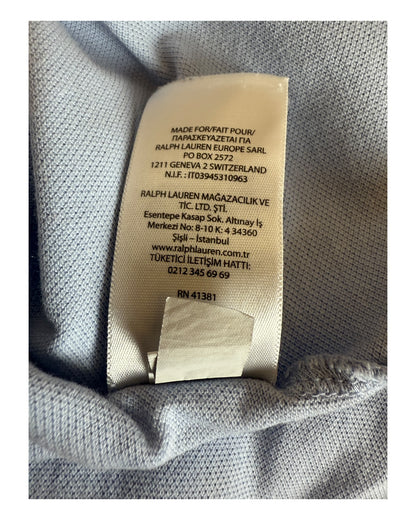 MADE FOR/FAIT POUR/
ΠΑΡΑΣΚΕΥΑΖΕΤΑΙ ΓΙΑ
RALPH LAUREN EUROPE SARL
PO BOX 2572
1211 GENEVA 2 SWITZERLAND
N.I.F. : IT03945310963
RALPH LAUREN MAĞAZACILIK VE
TİC. LTD. ŞTİ.
Esentepe Kasap Sok. Altınay İş
Merkezi No: 8-10 K: 4 34360
Şişli – İstanbul
www.ralphlauren.com.tr
TÜKETİCİ İLETİŞİM HATTI:
0212 345 69 69
RN 41381